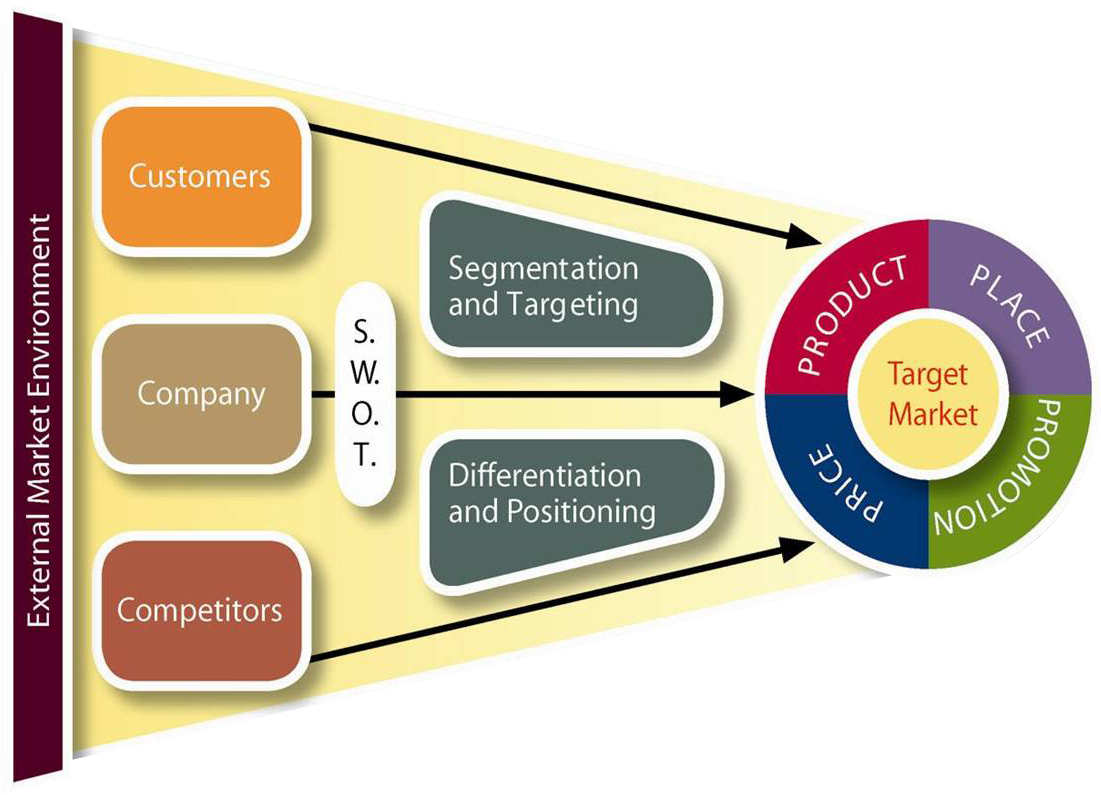 External Market Environment
Customers
Company
Competitors
S.
W.
O.
T.
Segmentation
and Targeting
Differentiation
and Positioning
PRODUCT
PLACE
PRICE
PROMOTION
Target
Market